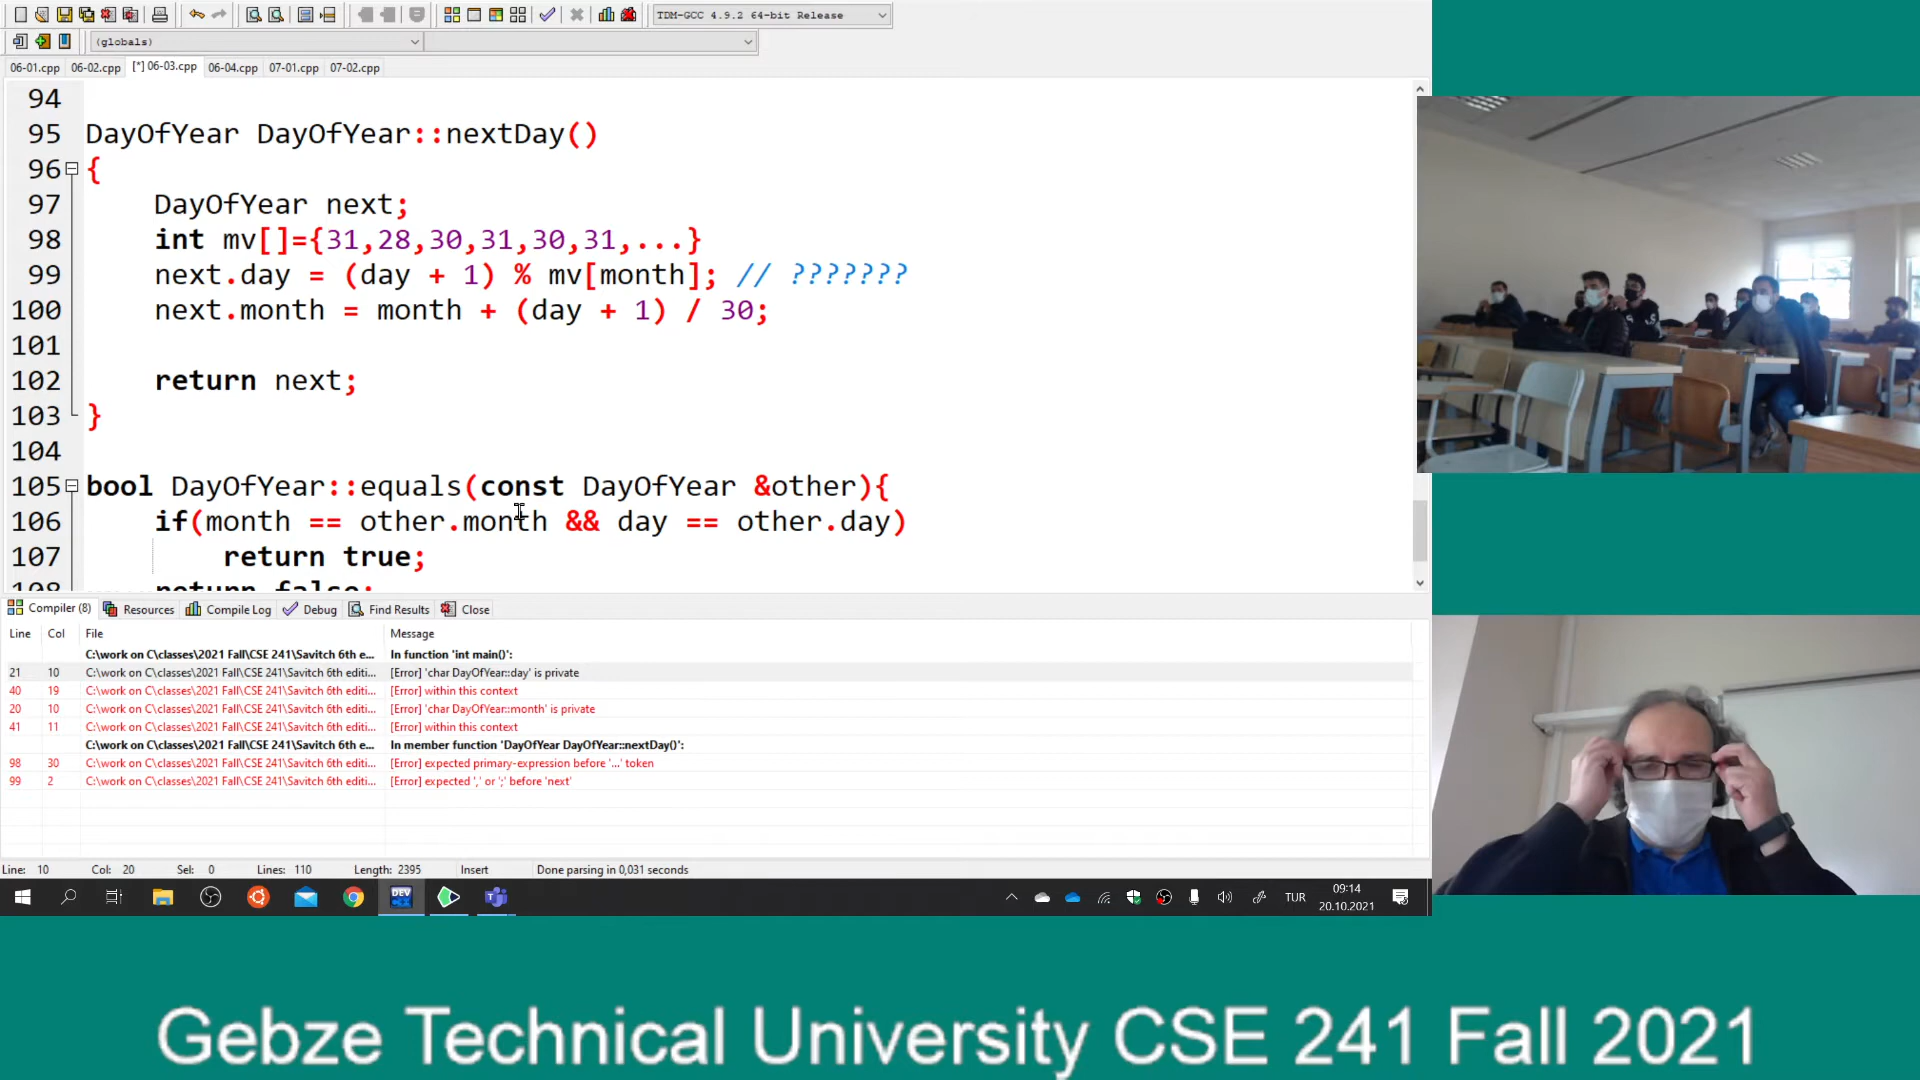 TDM-GCC 4.9.2 64-bit Release
(globals)
06-01.cpp 06-02.cpp [*] 06-03.cpp 06-04.cpp 07-01.cpp 07-02.cpp
94
95 DayOfYear DayOfYear::nextDay()
96 {
97 DayOfYear next;
98 int mv[]={31,28,30,31,30,31,...}
99 next.day = (day + 1) % mv[month]; // ???????
100 next.month = month + (day + 1) / 30;
101
102 return next;
103 }
104
105 bool DayOfYear::equals(const DayOfYear &other){
106 if(month == other.month && day == other.day)
107 return true;
108 return false;
Compiler (8) Resources Compile Log Debug Find Results Close
Line Col File Message
C:\work on C\classes\2021 Fall\CSE 241\Savitch 6th e... In function 'int main()':
21 10 C:\work on C\classes\2021 Fall\CSE 241\Savitch 6th editi... [Error] 'char DayOfYear::day' is private
40 19 C:\work on C\classes\2021 Fall\CSE 241\Savitch 6th editi... [Error] within this context
20 10 C:\work on C\classes\2021 Fall\CSE 241\Savitch 6th editi... [Error] 'char DayOfYear::month' is private
41 11 C:\work on C\classes\2021 Fall\CSE 241\Savitch 6th editi... [Error] within this context
C:\work on C\classes\2021 Fall\CSE 241\Savitch 6th e... In member function 'DayOfYear DayOfYear::nextDay()':
98 30 C:\work on C\classes\2021 Fall\CSE 241\Savitch 6th editi... [Error] expected primary-expression before '...' token
99 2 C:\work on C\classes\2021 Fall\CSE 241\Savitch 6th editi... [Error] expected ',' or ';' before 'next'
Line: 10 Col: 20 Sel: 0 Lines: 110 Length: 2395 Insert Done parsing in 0,031 seconds
DEV
TUR
09:14
20.10.2021
Gebze Technical University CSE 241 Fall 2021